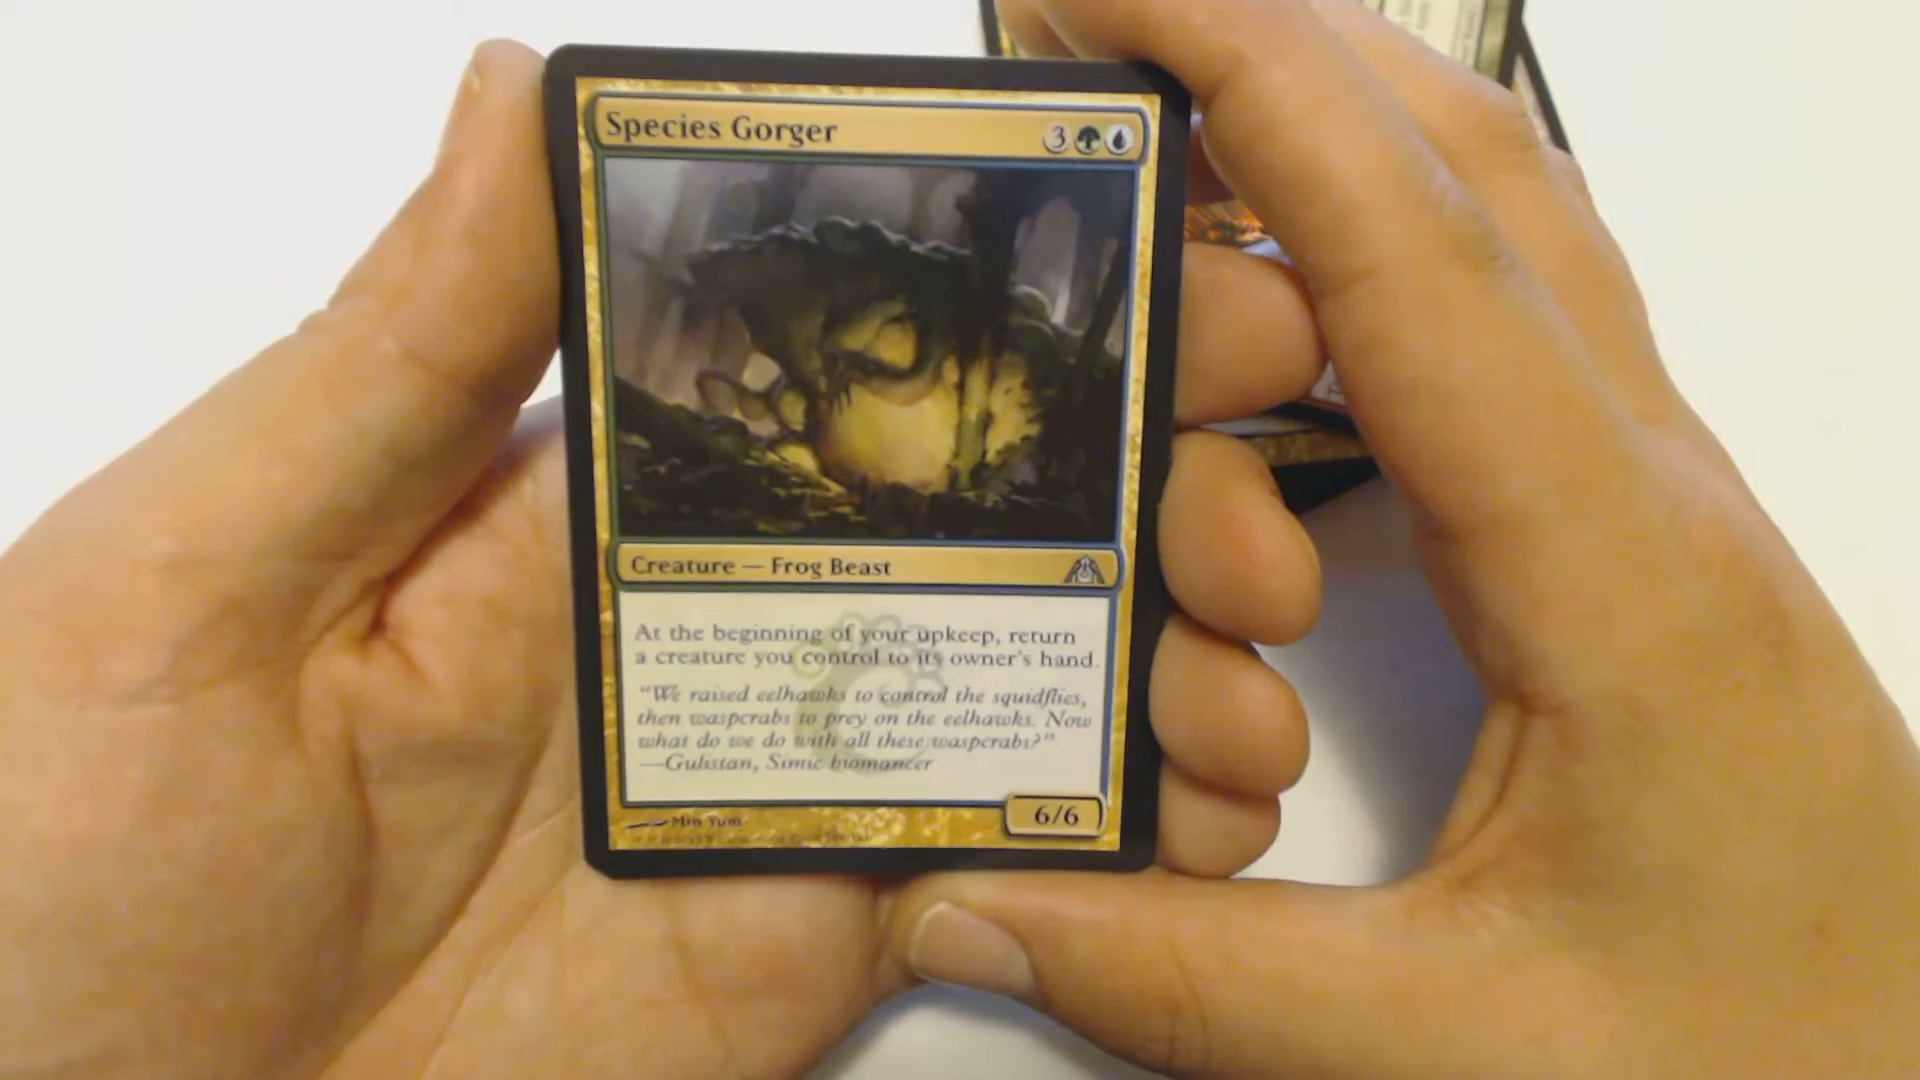 Species Gorger 3
Creature — Frog Beast
At the beginning of your upkeep, return
a creature you control to its owner's hand.
"We raised eelhawks to control the squidflies,
then waspcrabs to prey on the eelhawks. Now
what do we do with all these waspcrabs?"
—Gulistan, Simic biomancer
6/6
Min Yum